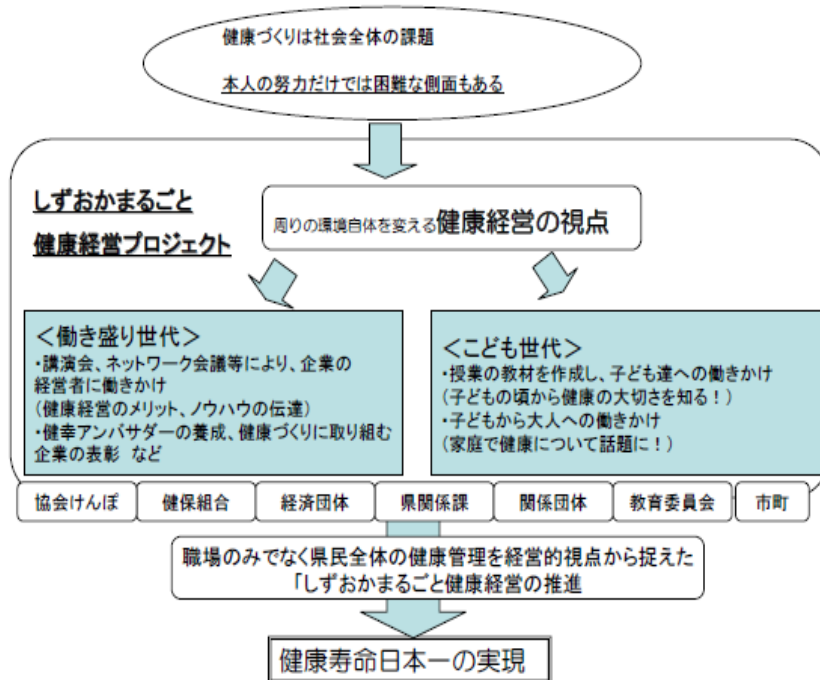 健康づくりは社会全体の課題
本人の努力だけでは困難な側面もある
しずおかまるごと
健康経営プロジェクト
周りの環境自体を変える健康経営の視点
＜働き盛り世代＞
・講演会、ネットワーク会議等により、企業の
経営者に働きかけ
(健康経営のメリット、ノウハウの伝達)
・健幸アンバサダーの養成、健康づくりに取り組む
企業の表彰 など
＜こども世代＞
・授業の教材を作成し、子ども達への働きかけ
(子どもの頃から健康の大切さを知る！)
・子どもから大人への働きかけ
(家庭で健康について話題に！)
協会けんぽ
健保組合
経済団体
県関係課
関係団体
教育委員会
市町
職場のみでなく県民全体の健康管理を経営的視点から捉えた
「しずおかまるごと健康経営の推進
健康寿命日本一の実現